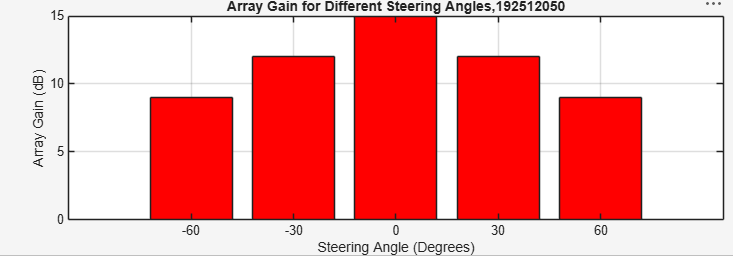 Array Gain for Different Steering Angles,192512050
15
10
5
0
Array Gain (dB)
-60 -30 0 30 60
Steering Angle (Degrees)